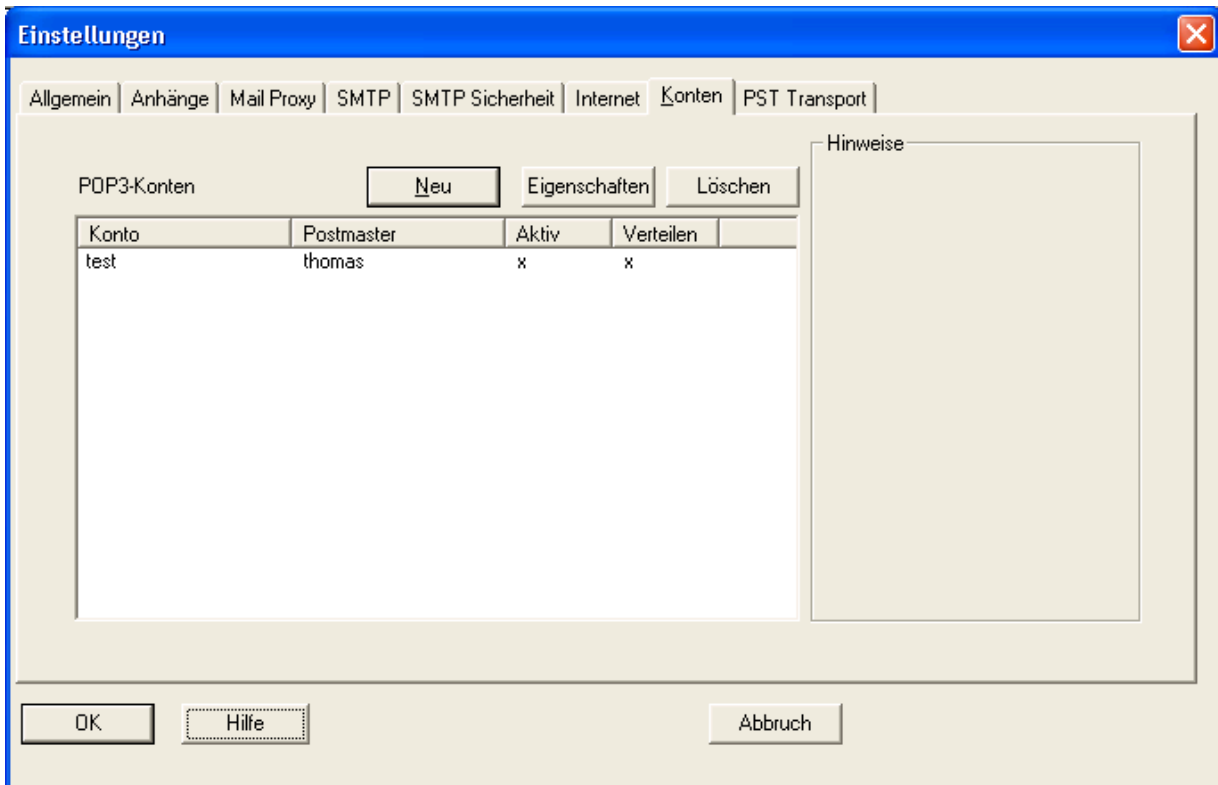 Einstellungen
Allgemein Anhänge Mail Proxy SMTP SMTP Sicherheit Internet Konten PST Transport
Hinweise
POP3-Konten Neu Eigenschaften Löschen
Konto Postmaster Aktiv Verteilen
test thomas x x
OK Hilfe Abbruch